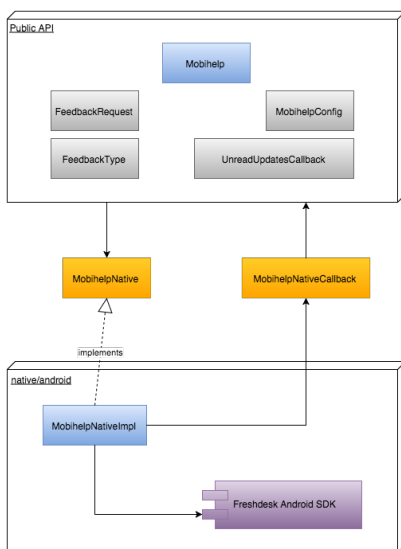 Public API
Mobihelp
FeedbackRequest
MobihelpConfig
FeedbackType
UnreadUpdatesCallback
MobihelpNative
MobihelpNativeCallback
implements
native/android
MobihelpNativeImpl
Freshdesk Android SDK